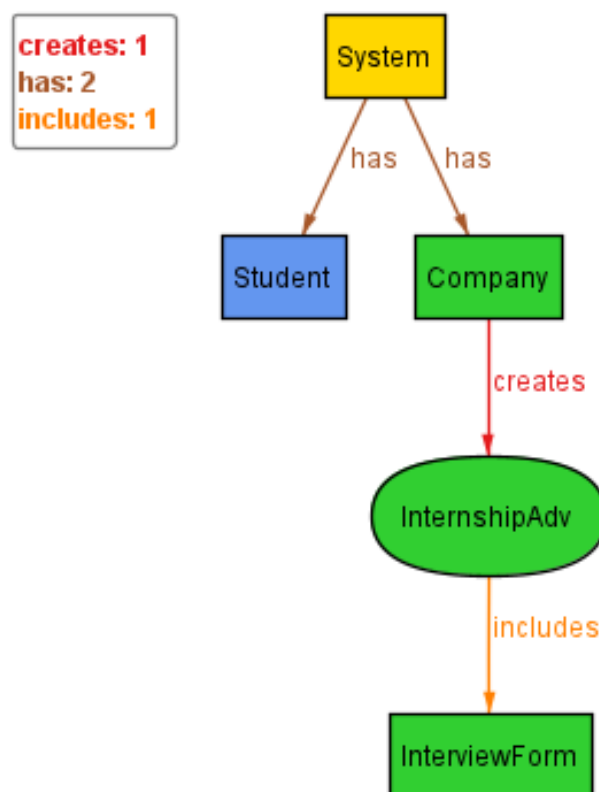 creates: 1
has: 2
includes: 1
System
has has
Student
Company
creates
InternshipAdv
includes
InterviewForm